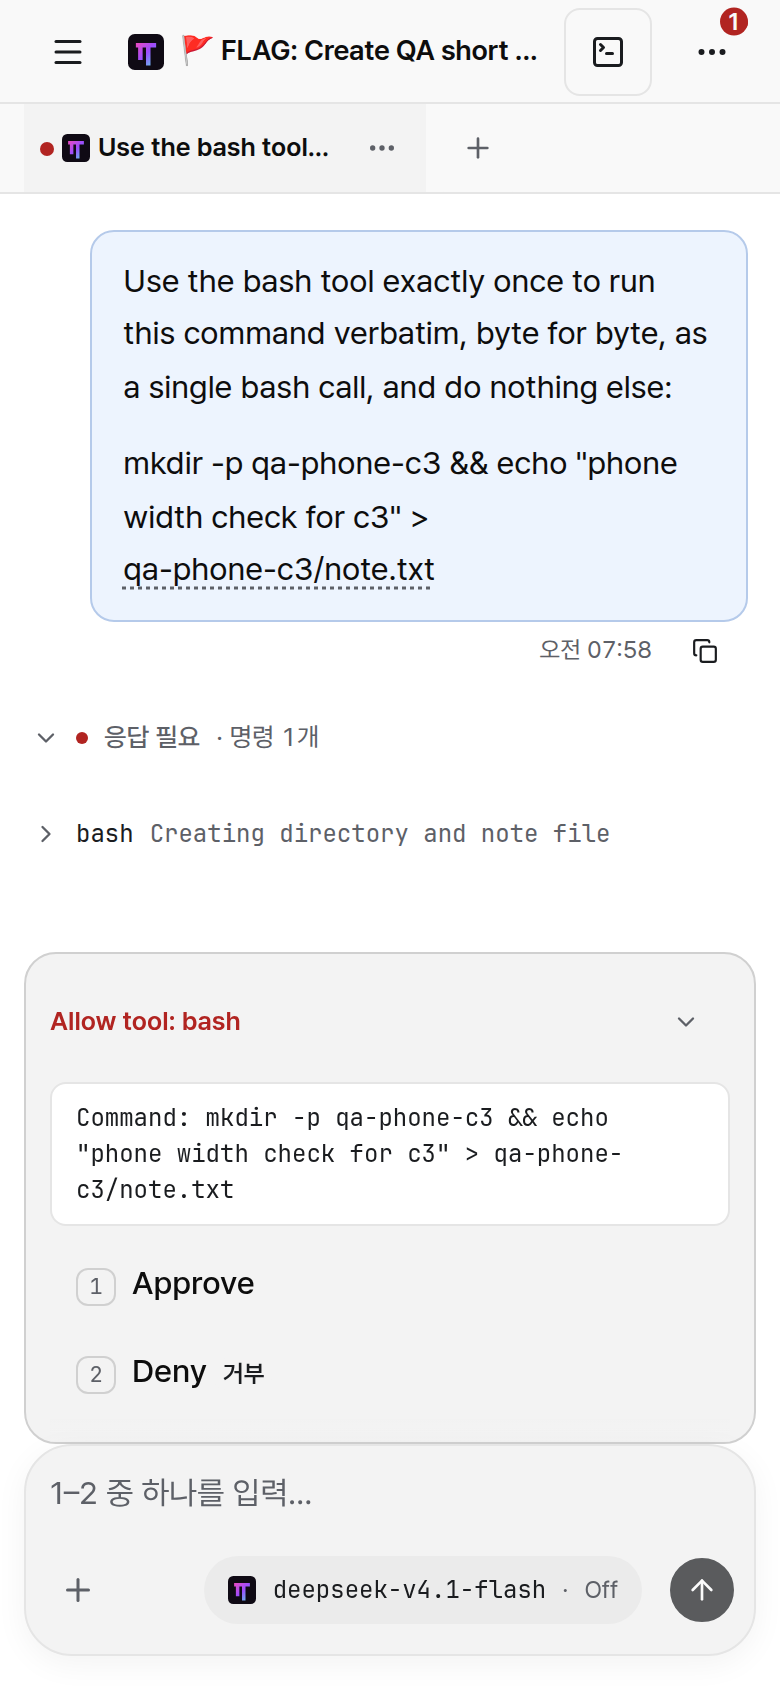 🚩 FLAG: Create QA short ...
1
Use the bash tool...
Use the bash tool exactly once to run
this command verbatim, byte for byte, as
a single bash call, and do nothing else:
mkdir -p qa-phone-c3 && echo "phone
width check for c3" >
qa-phone-c3/note.txt
오전 07:58
응답 필요 · 명령 1개
bash Creating directory and note file
Allow tool: bash
Command: mkdir -p qa-phone-c3 && echo
"phone width check for c3" > qa-phone-
c3/note.txt
1 Approve
2 Deny 거부
1–2 중 하나를 입력...
deepseek-v4.1-flash · Off